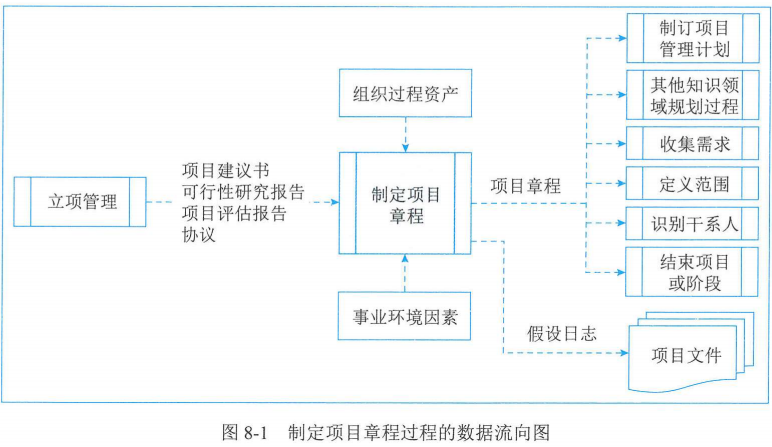 组织过程资产
立项管理
项目建议书
可行性研究报告
项目评估报告
协议
制定项目
章程
事业环境因素
项目章程
制订项目
管理计划
其他知识领
域规划过程
收集需求
定义范围
识别干系人
结束项目
或阶段
假设日志
项目文件
图 8-1 制定项目章程过程的数据流向图